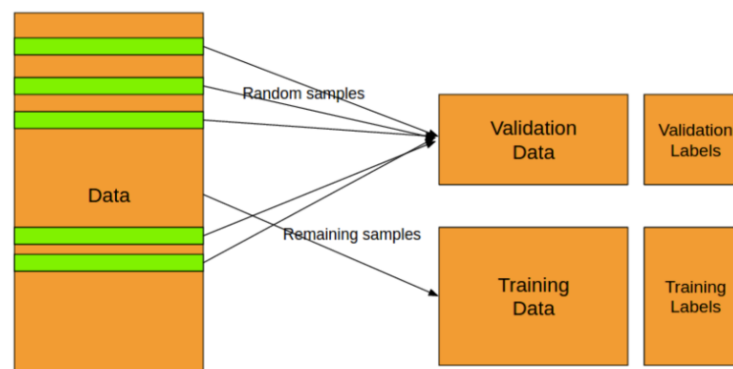 Random samples
Validation
Data
Validation
Labels
Data
Remaining samples
Training
Data
Training
Labels